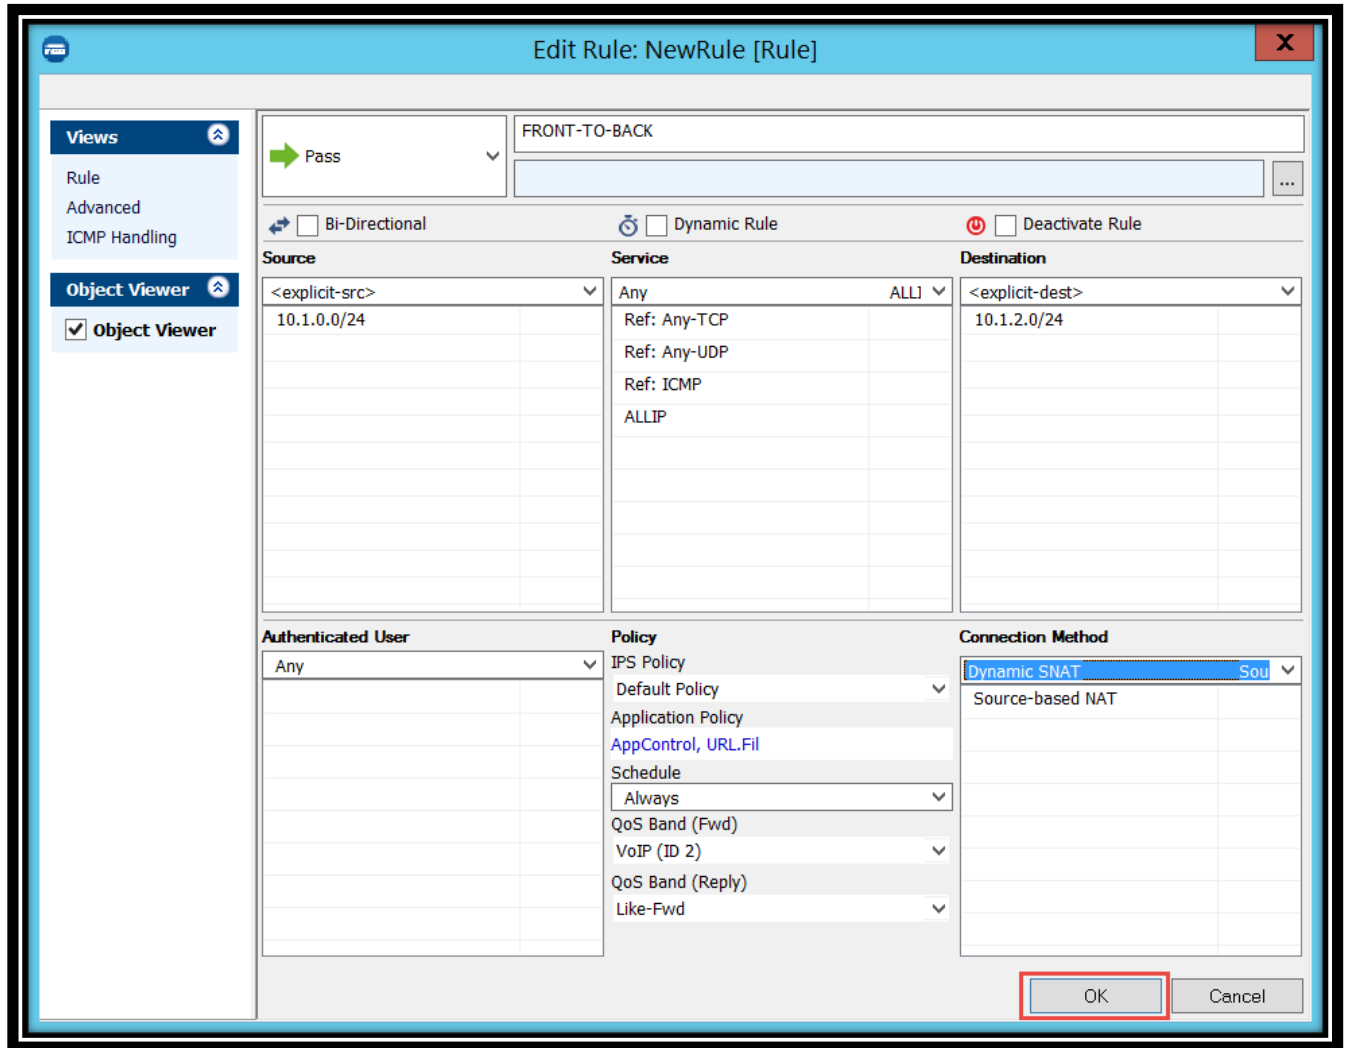 Edit Rule: NewRule [Rule]
X
Views
Rule
Advanced
ICMP Handling
Object Viewer
Object Viewer
Pass
FRONT-TO-BACK
...
Bi-Directional
Dynamic Rule
Deactivate Rule
Source
<explicit-src>
10.1.0.0/24
Service
Any ALLI
Ref: Any-TCP
Ref: Any-UDP
Ref: ICMP
ALLIP
Destination
<explicit-dest>
10.1.2.0/24
Authenticated User
Any
Policy
IPS Policy
Default Policy
Application Policy
AppControl, URL.Fil
Schedule
Always
QoS Band (Fwd)
VoIP (ID 2)
QoS Band (Reply)
Like-Fwd
Connection Method
Dynamic SNAT Sou
Source-based NAT
OK
Cancel